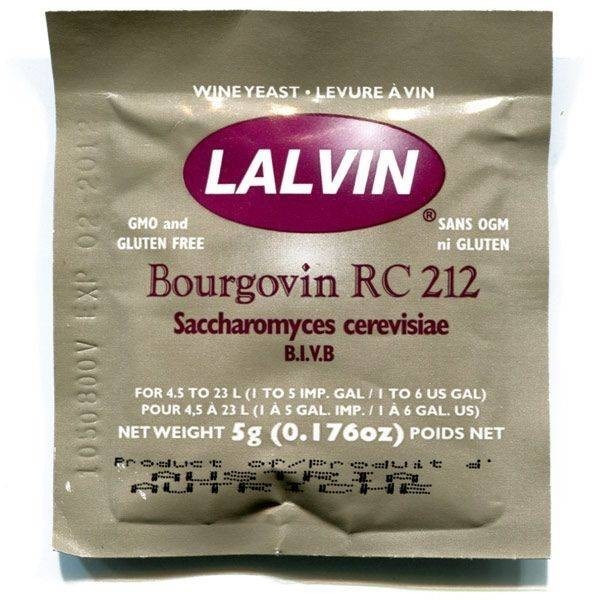 WINE YEAST • LEVURE À VIN
LALVIN®
GMO and
GLUTEN FREE
SANS OGM
ni GLUTEN
Bourgovin RC 212
Saccharomyces cerevisiae
B.I.V.B
FOR 4.5 TO 23 L (1 TO 5 IMP. GAL / 1 TO 6 US GAL)
POUR 4,5 À 23 L (1 À 5 GAL. IMP. / 1 À 6 GAL. US)
NET WEIGHT 5g (0.176oz) POIDS NET
Product of/Produit d'
AUSTRIA
AUTRICHE
EXP 02